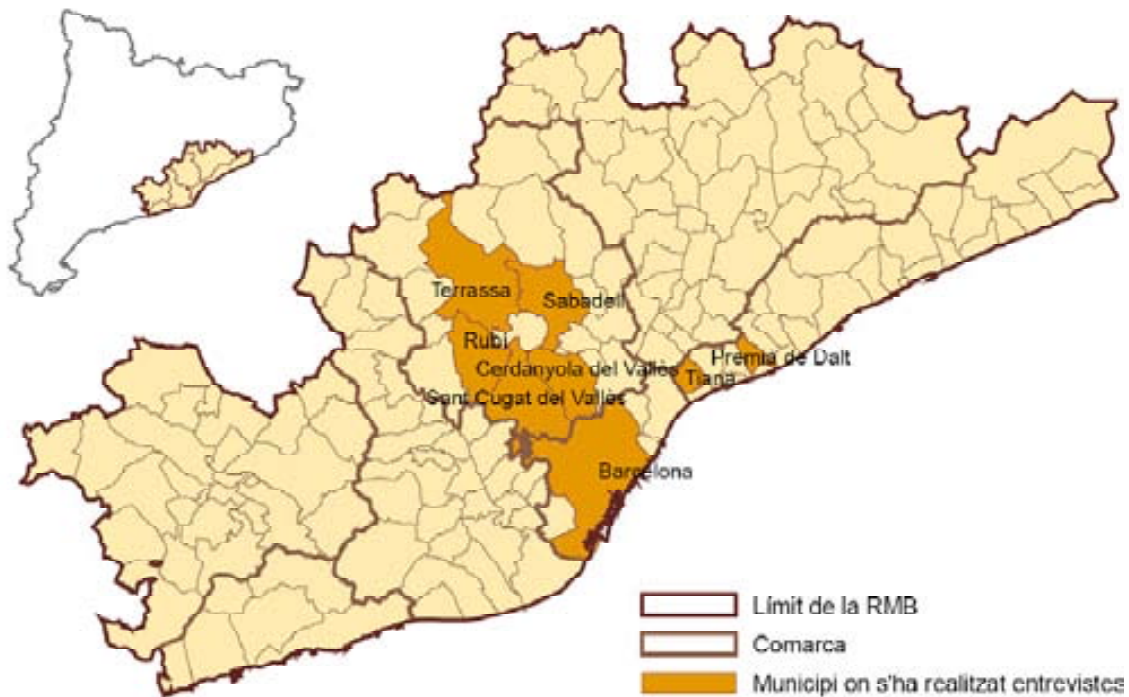 Terrassa
Sabadell
Rubí
Premià de Dalt
Cerdanyola del Vallès
Tiana
Sant Cugat del Vallès
Barcelona
Límit de la RMB
Comarca
Municipi on s'ha realitzat entrevistes